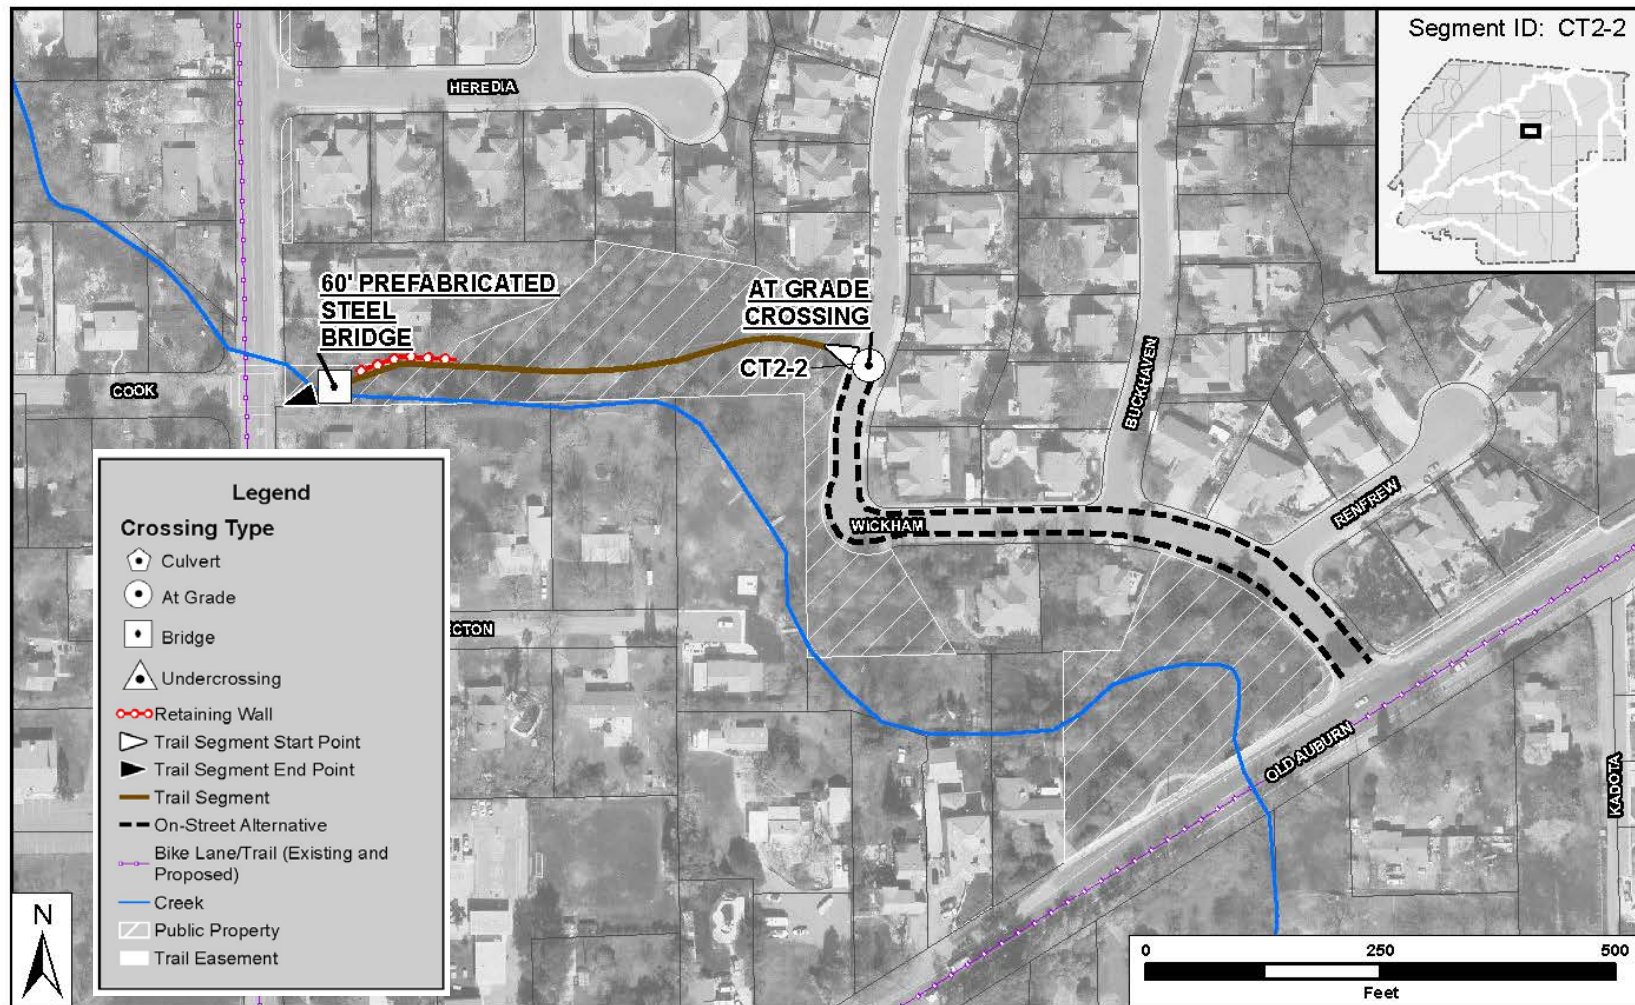 Segment ID: CT2-2
HEREDIA
60' PREFABRICATED
STEEL
BRIDGE
AT GRADE
CROSSING
CT2-2
COOK
BUCKHAVEN
WICKHAM
RENFREW
ECTON
OLD AUBURN
KADOTA
Legend
Crossing Type
Culvert
At Grade
Bridge
Undercrossing
Retaining Wall
Trail Segment Start Point
Trail Segment End Point
Trail Segment
On-Street Alternative
Bike Lane/Trail (Existing and
Proposed)
Creek
Public Property
Trail Easement
N
0 250 500
Feet